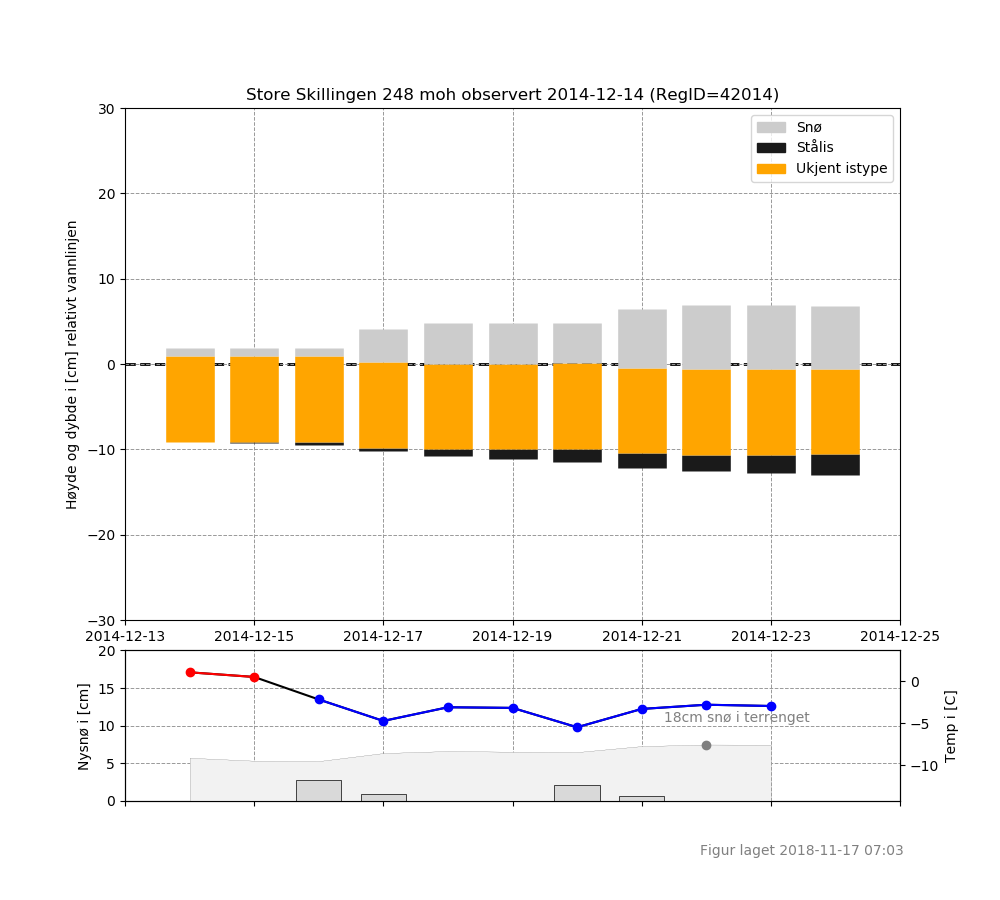 Store Skillingen 248 moh observert 2014-12-14 (RegID=42014)
Høyde og dybde i [cm] relativt vannlinjen
30
20
10
0
−10
−20
−30
Snø
Stålis
Ukjent istype
2014-12-13 2014-12-15 2014-12-17 2014-12-19 2014-12-21 2014-12-23 2014-12-25
Nysnø i [cm]
20
15
10
5
0
18cm snø i terrenget
0
−5
−10
Temp i [C]
Figur laget 2018-11-17 07:03